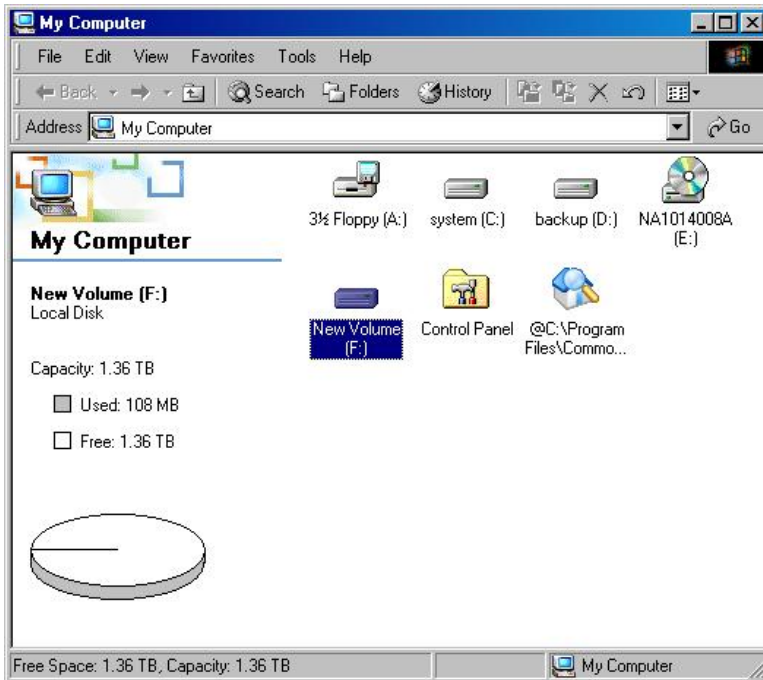 My Computer
File Edit View Favorites Tools Help
Back Search Folders History
Address My Computer Go
My Computer
New Volume (F:)
Local Disk
Capacity: 1.36 TB
Used: 108 MB
Free: 1.36 TB
3½ Floppy (A:)
system (C:)
backup (D:)
NA1014008A
(E:)
New Volume
(F:)
Control Panel
@C:\Program
Files\Commo...
Free Space: 1.36 TB, Capacity: 1.36 TB
My Computer